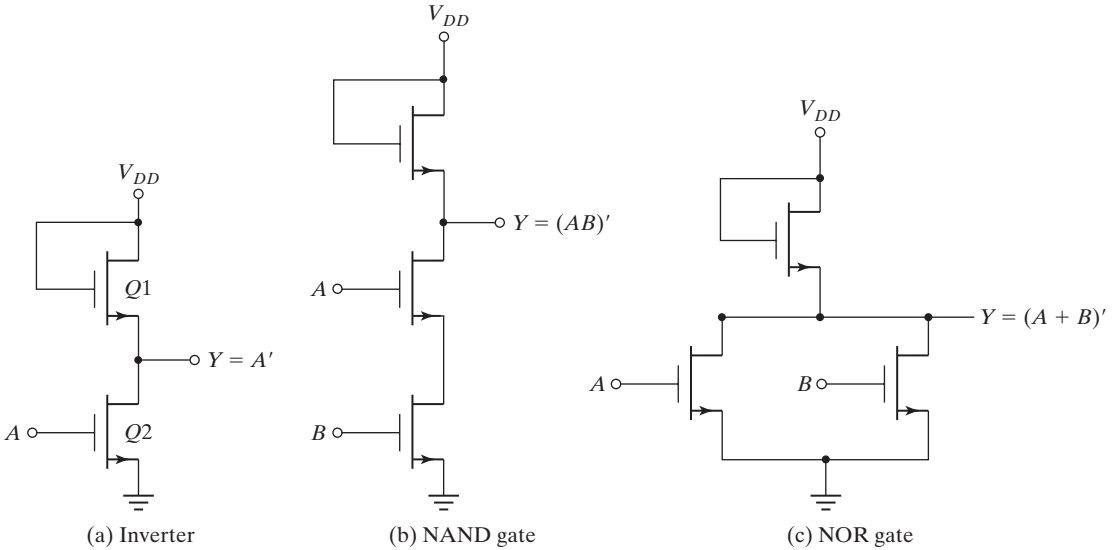 V_DD
Q1
Y = A′
A
Q2
(a) Inverter
V_DD
Y = (AB)′
A
B
(b) NAND gate
V_DD
Y = (A + B)′
A
B
(c) NOR gate